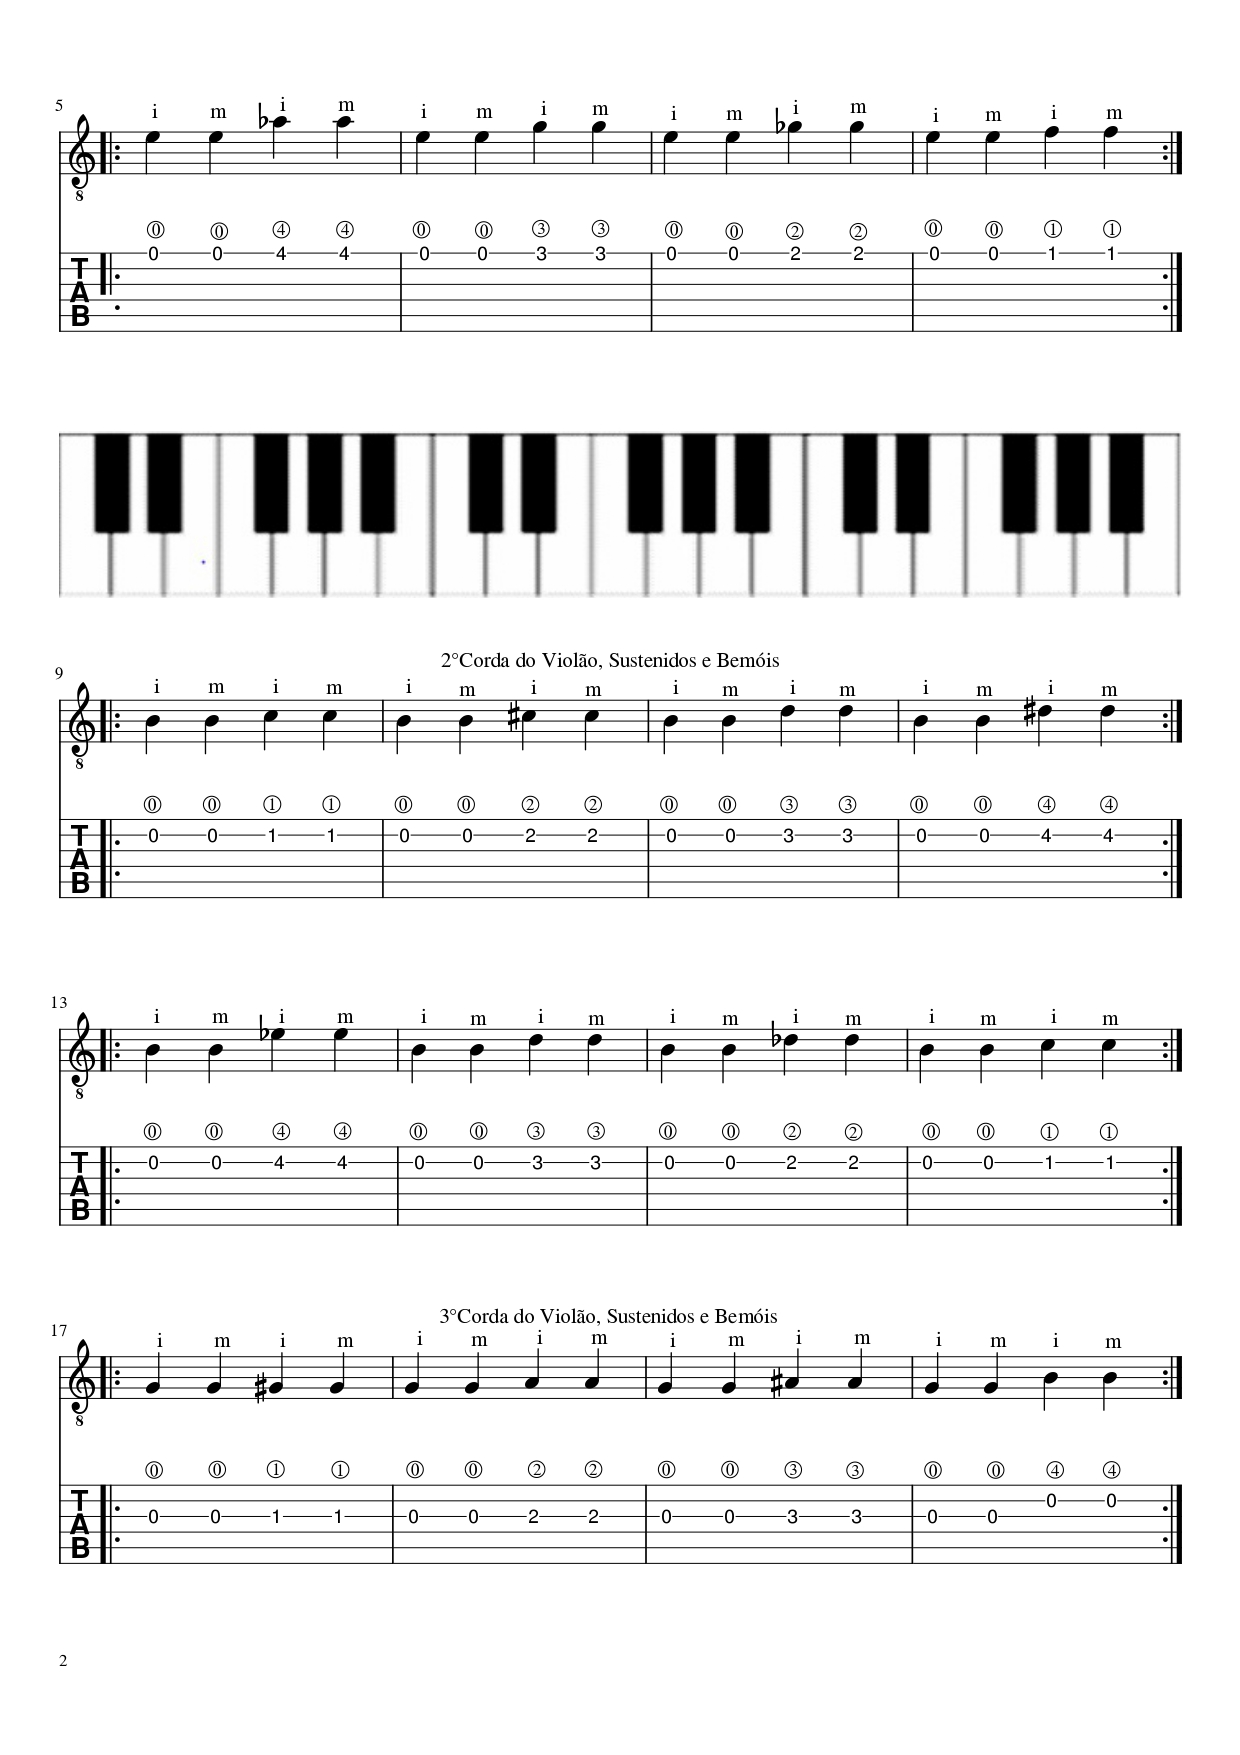 5
i m i m i m i m i m i m i m i m
8
⓪ ⓪ ④ ④ ⓪ ⓪ ③ ③ ⓪ ⓪ ② ② ⓪ ⓪ ① ①
TAB 0 0 4 4 0 0 3 3 0 0 2 2 0 0 1 1
2°Corda do Violão, Sustenidos e Bemóis
9
i m i m i m i m i m i m i m i m
8
⓪ ⓪ ① ① ⓪ ⓪ ② ② ⓪ ⓪ ③ ③ ⓪ ⓪ ④ ④
TAB 0 0 1 1 0 0 2 2 0 0 3 3 0 0 4 4
13
i m i m i m i m i m i m i m i m
8
⓪ ⓪ ④ ④ ⓪ ⓪ ③ ③ ⓪ ⓪ ② ② ⓪ ⓪ ① ①
TAB 0 0 4 4 0 0 3 3 0 0 2 2 0 0 1 1
3°Corda do Violão, Sustenidos e Bemóis
17
i m i m i m i m i m i m i m i m
8
⓪ ⓪ ① ① ⓪ ⓪ ② ② ⓪ ⓪ ③ ③ ⓪ ⓪ ④ ④
TAB 0 0 1 1 0 0 2 2 0 0 3 3 0 0 0 0
2